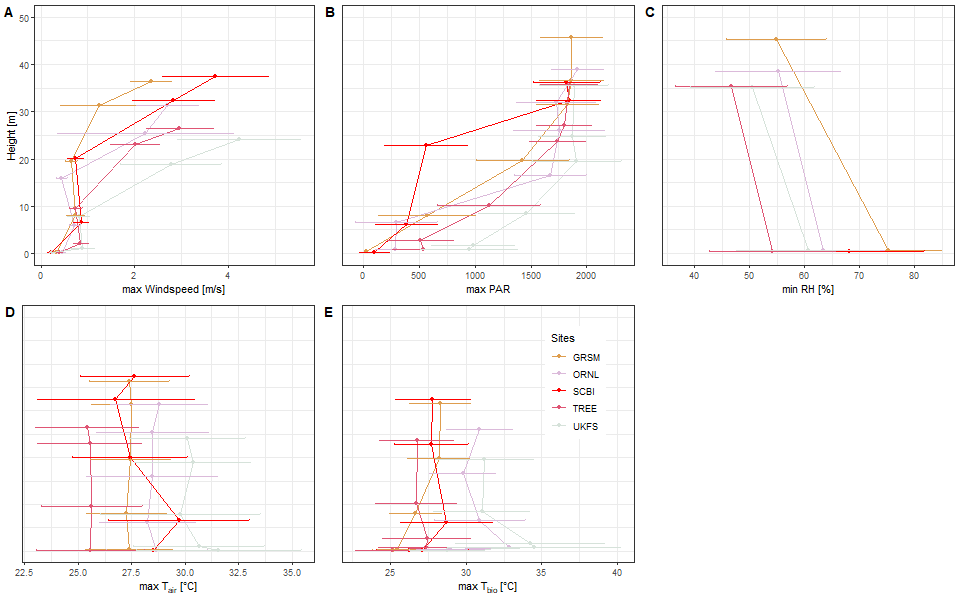 A
B
C
50
40
30
20
10
0
Height [m]
0
2
4
max Windspeed [m/s]
0
500
1000
1500
2000
max PAR
40
50
60
70
80
min RH [%]
D
E
22.5
25.0
27.5
30.0
32.5
35.0
max Tair [°C]
25
30
35
40
max Tbio [°C]
Sites
GRSM
ORNL
SCBI
TREE
UKFS